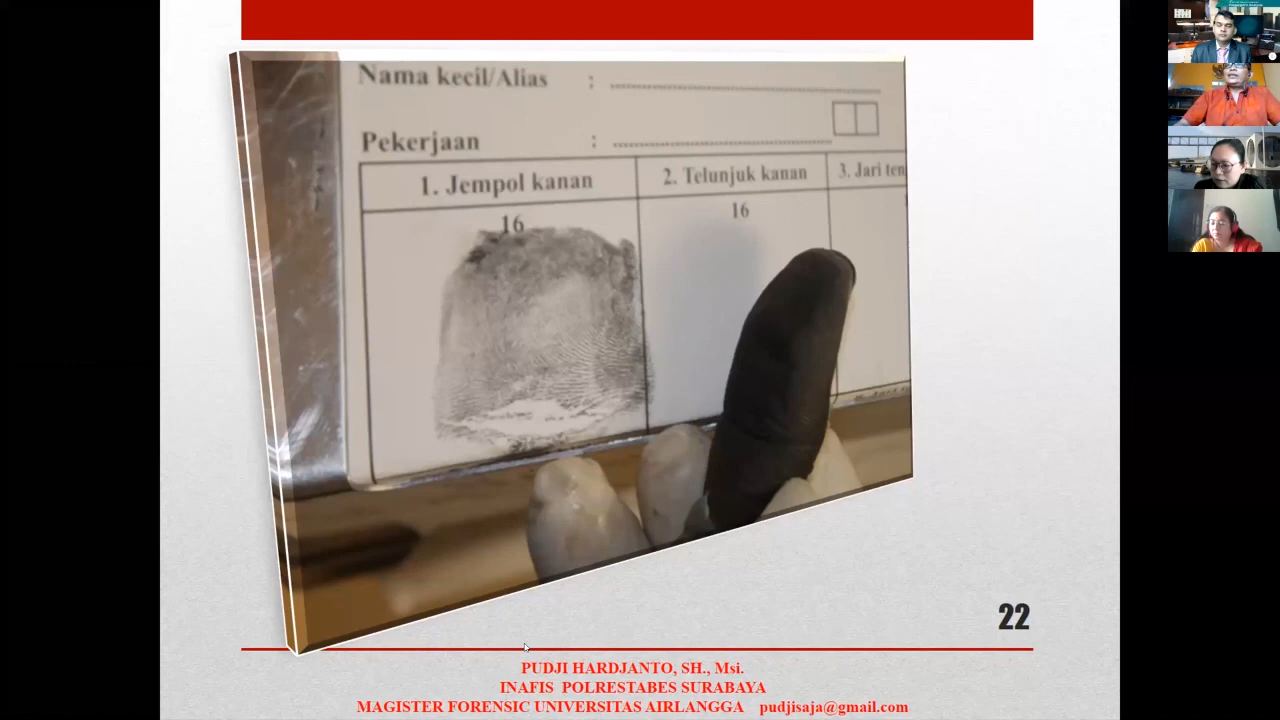 Nama kecil/Alias :
Pekerjaan :
1. Jempol kanan
2. Telunjuk kanan
3. Jari ten
16
16
22
PUDJI HARDJANTO, SH., Msi.
INAFIS POLRESTABES SURABAYA
MAGISTER FORENSIC UNIVERSITAS AIRLANGGA pudjisaja@gmail.com